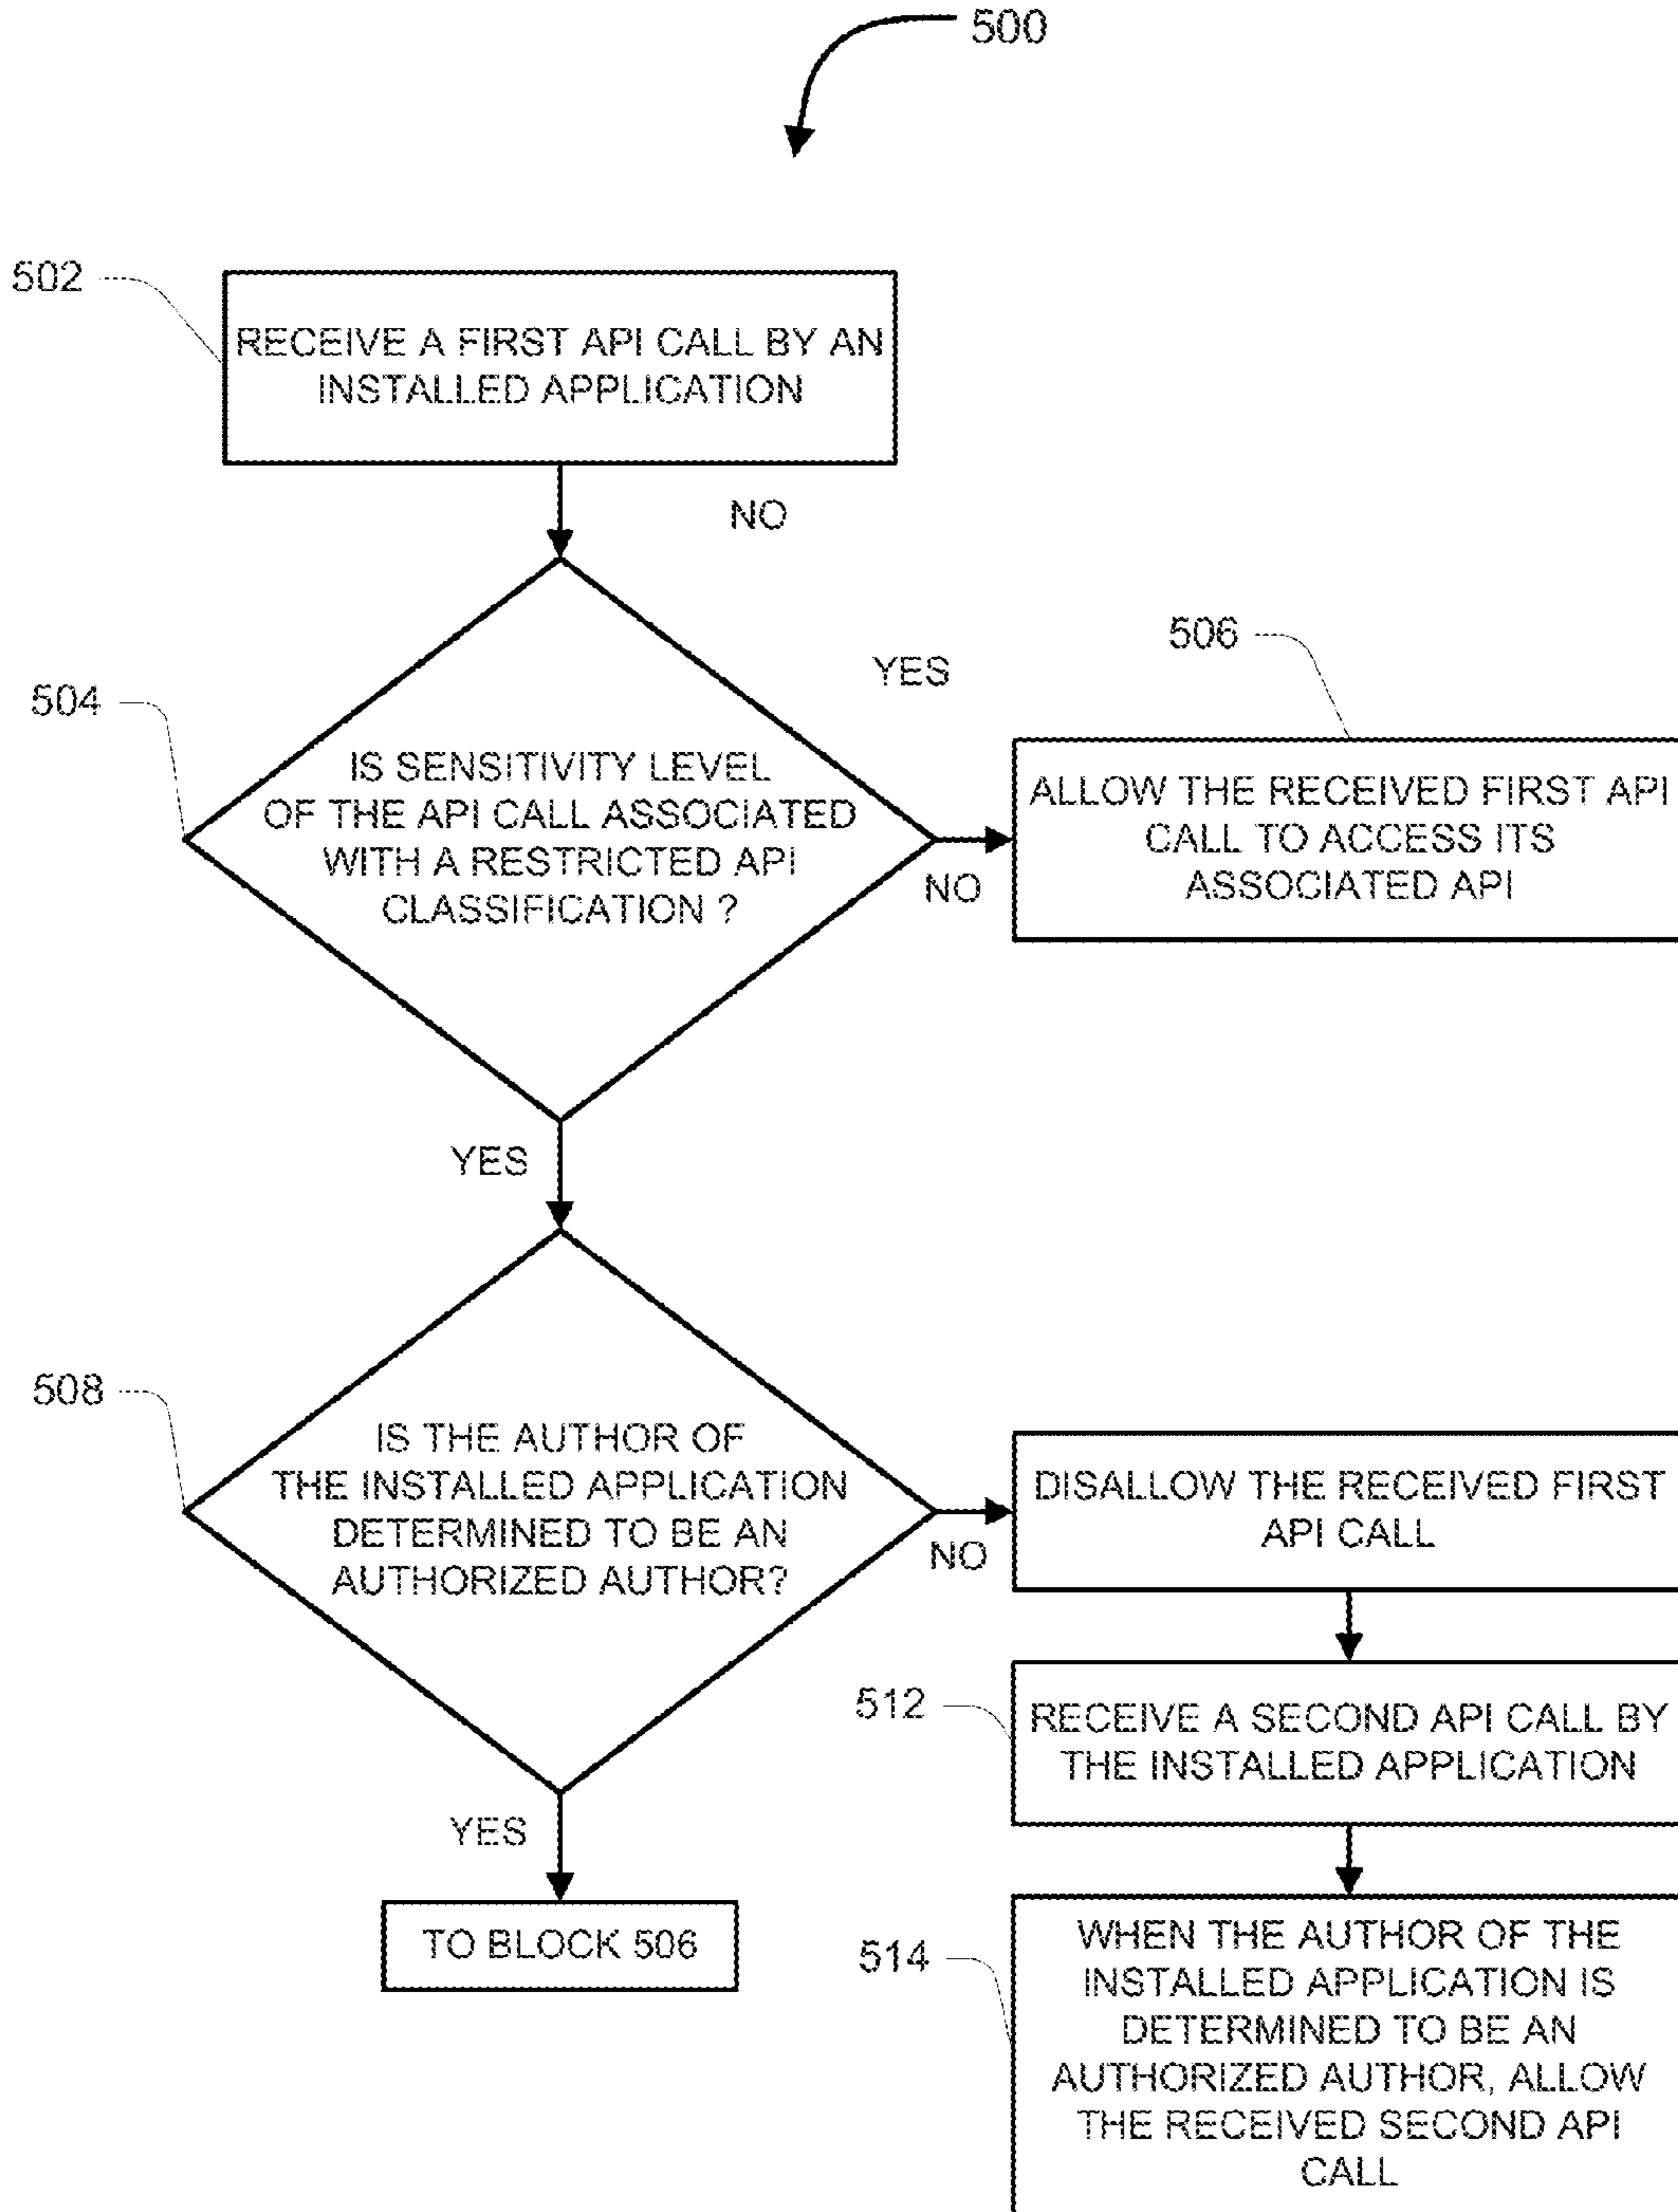 500
502
RECEIVE A FIRST API CALL BY AN
INSTALLED APPLICATION
NO
504
IS SENSITIVITY LEVEL
OF THE API CALL ASSOCIATED
WITH A RESTRICTED API
CLASSIFICATION ?
YES
NO
506
ALLOW THE RECEIVED FIRST API
CALL TO ACCESS ITS
ASSOCIATED API
YES
508
IS THE AUTHOR OF
THE INSTALLED APPLICATION
DETERMINED TO BE AN
AUTHORIZED AUTHOR?
NO
DISALLOW THE RECEIVED FIRST
API CALL
512
RECEIVE A SECOND API CALL BY
THE INSTALLED APPLICATION
YES
TO BLOCK 506
514
WHEN THE AUTHOR OF THE
INSTALLED APPLICATION IS
DETERMINED TO BE AN
AUTHORIZED AUTHOR, ALLOW
THE RECEIVED SECOND API
CALL